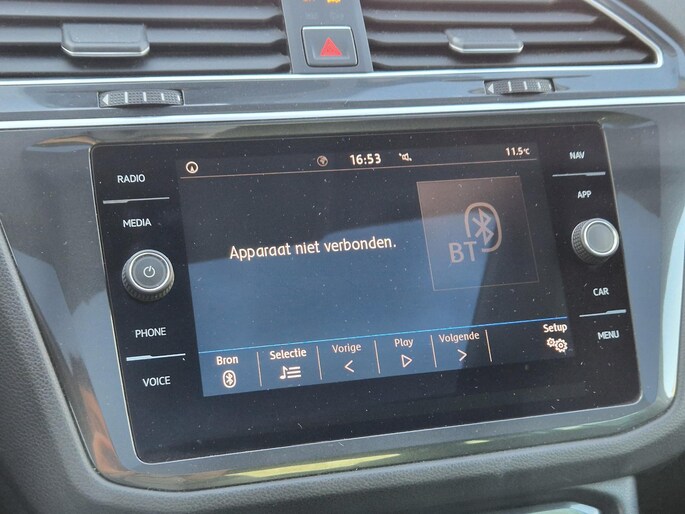 RADIO
MEDIA
PHONE
VOICE
16:53
11.5°C
Apparaat niet verbonden.
BT
Bron
Selectie
Vorige
Play
Volgende
Setup
NAV
APP
CAR
MENU